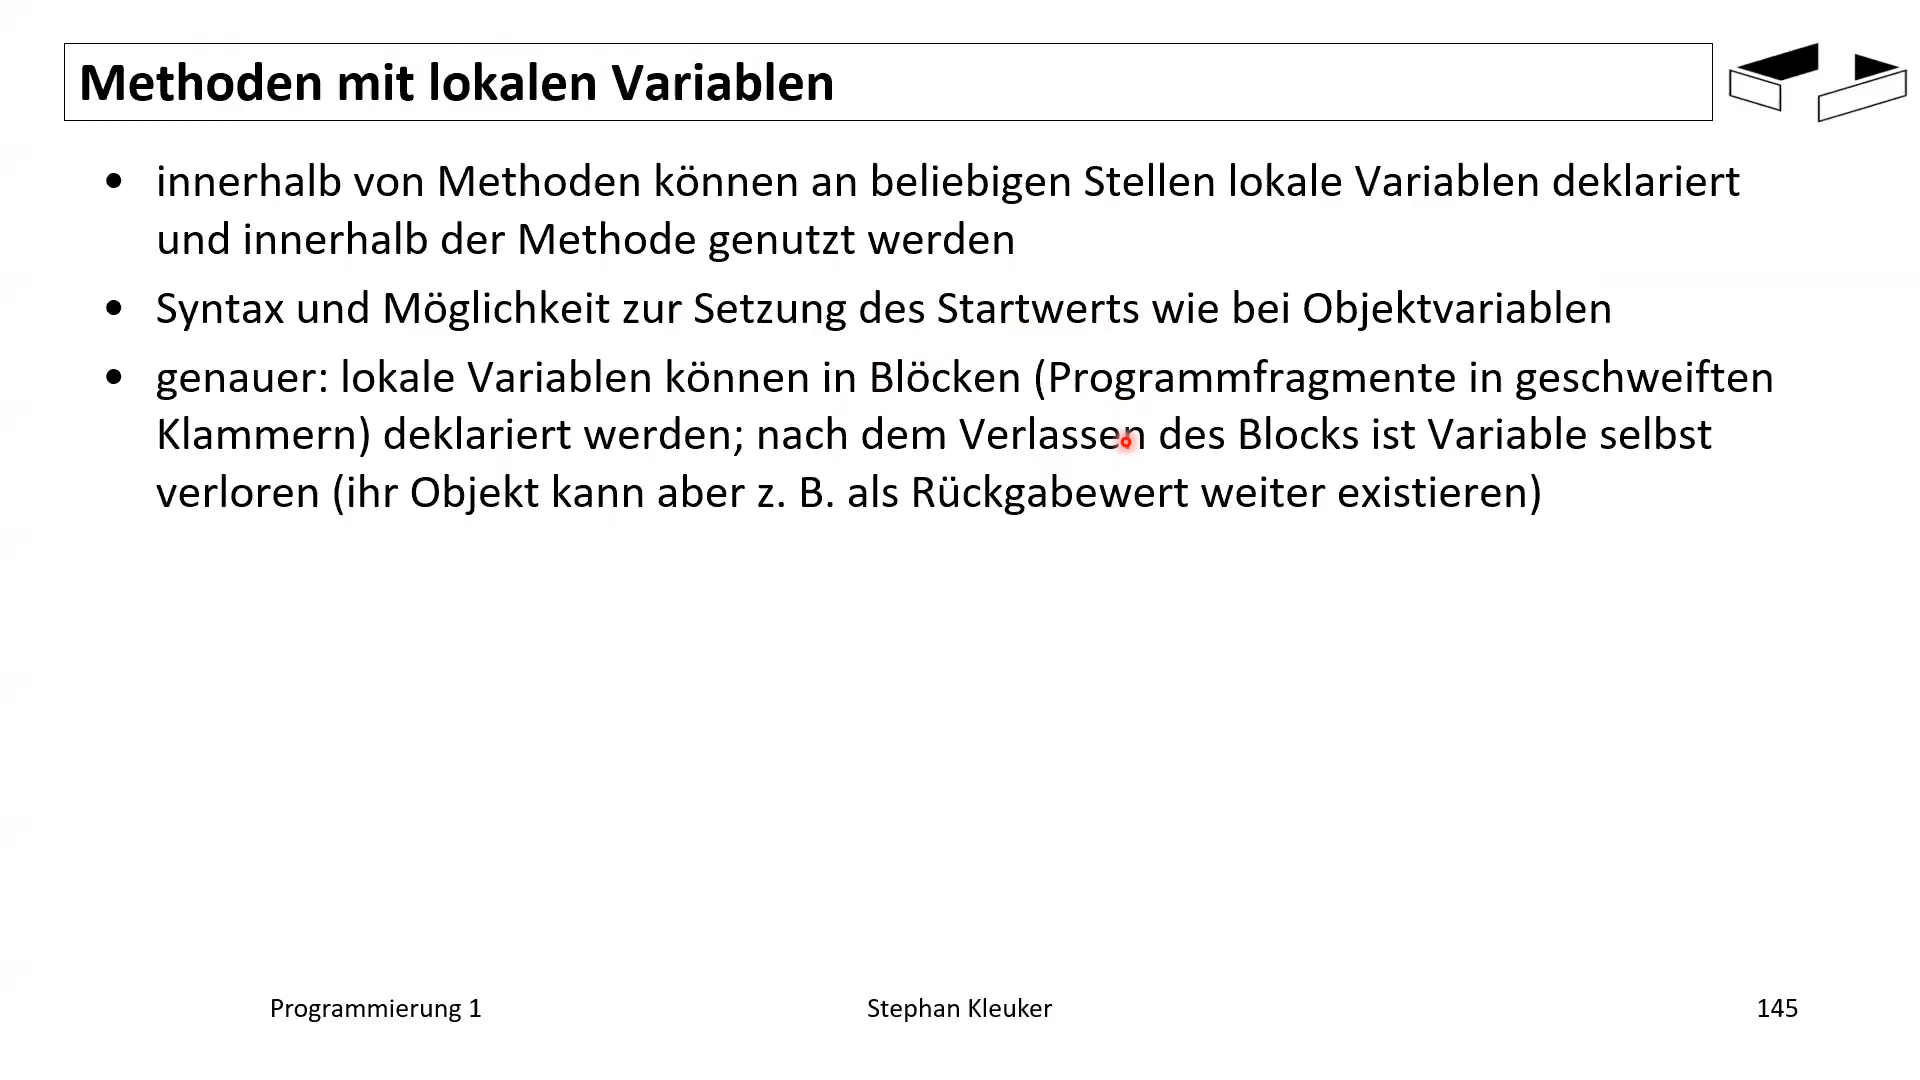 Methoden mit lokalen Variablen
• innerhalb von Methoden können an beliebigen Stellen lokale Variablen deklariert
und innerhalb der Methode genutzt werden
• Syntax und Möglichkeit zur Setzung des Startwerts wie bei Objektvariablen
• genauer: lokale Variablen können in Blöcken (Programmfragmente in geschweiften
Klammern) deklariert werden; nach dem Verlassen des Blocks ist Variable selbst
verloren (ihr Objekt kann aber z. B. als Rückgabewert weiter existieren)
Programmierung 1
Stephan Kleuker
145